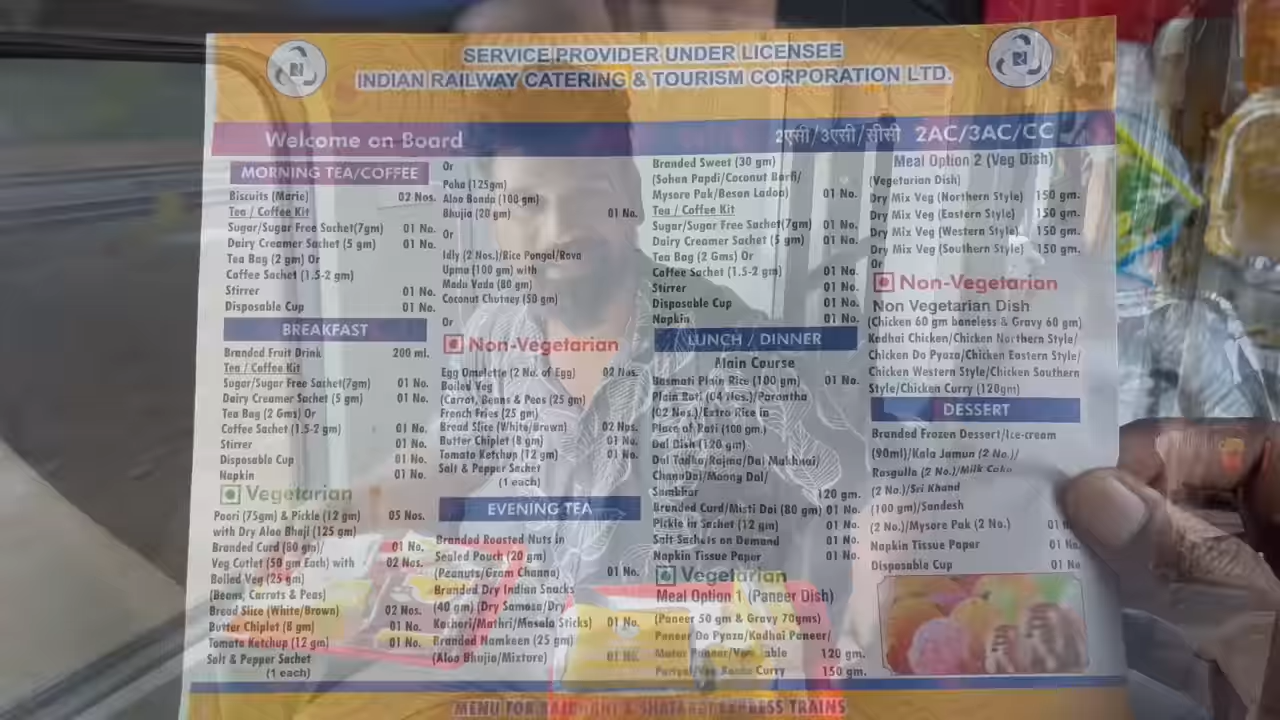 SERVICE PROVIDER UNDER LICENSEE
INDIAN RAILWAY CATERING & TOURISM CORPORATION LTD.
Welcome on Board
2एसी/3एसी/सीसी 2AC/3AC/CC
MORNING TEA/COFFEE
Biscuits (Marie) 02 Nos.
Tea / Coffee Kit
Sugar/Sugar Free Sachet(7gm) 01 No.
Dairy Creamer Sachet (5 gm) 01 No.
Tea Bag (2 gm) Or
Coffee Sachet (1.5-2 gm)
Stirrer 01 No.
Disposable Cup 01 No.
BREAKFAST
Branded Fruit Drink 200 ml.
Tea / Coffee Kit
Sugar/Sugar Free Sachet(7gm) 01 No.
Dairy Creamer Sachet (5 gm) 01 No.
Tea Bag (2 Gms) Or
Coffee Sachet (1.5-2 gm) 01 No.
Stirrer 01 No.
Disposable Cup 01 No.
Napkin 01 No.
Vegetarian
Poori (75gm) & Pickle (12 gm) 05 Nos.
with Dry Aloo Bhaji (125 gm)
Branded Curd (80 gm)/ 01 No.
Veg Cutlet (50 gm Each) with 02 Nos.
Boiled Veg (25 gm)
(Beans, Carrots & Peas)
Bread Slice (White/Brown) 02 Nos.
Butter Chiplet (8 gm) 01 No.
Tomato Ketchup (12 gm) 01 No.
Salt & Pepper Sachet
(1 each)
Or
Poha (125gm)
Aloo Bonda (100 gm)
Bhujia (20 gm) 01 No.
Or
Idly (2 Nos.)/Rice Pongal/Rava
Upma (100 gm) with
Madu Vada (80 gm)
Coconut Chutney (50 gm)
Or
Non-Vegetarian
Egg Omelette (2 No. of Egg) 02 Nos.
Boiled Veg
(Carrot, Beans & Peas (25 gm)
French Fries (25 gm)
Bread Slice (White/Brown) 02 Nos.
Butter Chiplet (8 gm) 01 No.
Tomato Ketchup (12 gm) 01 No.
Salt & Pepper Sachet
(1 each)
EVENING TEA
Branded Roasted Nuts in
Sealed Pouch (20 gm)
(Peanuts/Gram Channa) 01 No.
Branded Dry Indian Snacks
(40 gm) (Dry Samosa/Dry
Kachori/Mathri/Masala Sticks) 01 No.
Branded Namkeen (25 gm)
(Aloo Bhujia/Mixture) 01 No.
Branded Sweet (30 gm)
(Sohan Papdi/Coconut Barfi/
Mysore Pak/Besan Ladoo) 01 No.
Tea / Coffee Kit
Sugar/Sugar Free Sachet(7gm) 01 No.
Dairy Creamer Sachet (5 gm) 01 No.
Tea Bag (2 Gms) Or
Coffee Sachet (1.5-2 gm) 01 No.
Stirrer 01 No.
Disposable Cup 01 No.
Napkin 01 No.
LUNCH / DINNER
Main Course
Basmati Plain Rice (100 gm) 01 No.
Plain Roti (04 Nos.)/Parantha
(02 Nos.)/Extra Rice in
Place of Roti (100 gm.)
Dal Dish (120 gm)
Dal Tadka/Rajma/Dal Makhnai/
ChanaDal/Moong Dal/
Sambhar 120 gm.
Branded Curd/Misti Doi (80 gm) 01 No.
Pickle in Sachet (12 gm) 01 No.
Salt Sachets on Demand 01 No.
Napkin Tissue Paper 01 No.
Vegetarian
Meal Option 1 (Paneer Dish)
(Paneer 50 gm & Gravy 70gms)
Paneer Do Pyaza/Kadhai Paneer/
120 gm.
Curry 150 gm.
Meal Option 2 (Veg Dish)
(Vegetarian Dish)
Dry Mix Veg (Northern Style) 150 gm.
Dry Mix Veg (Eastern Style) 150 gm.
Dry Mix Veg (Western Style) 150 gm.
Dry Mix Veg (Southern Style) 150 gm.
Or
Non-Vegetarian
Non Vegetarian Dish
(Chicken 60 gm boneless & Gravy 60 gm)
Kadhai Chicken/Chicken Northern Style/
Chicken Do Pyaza/Chicken Eastern Style/
Chicken Western Style/Chicken Southern
Style/Chicken Curry (120gm)
DESSERT
Branded Frozen Dessert/Ice-cream
(90ml)/Kala Jamun (2 No.)/
Rasgulla (2 No.)/Milk Cake
(2 No.)/Sri Khand
(100 gm)/Sandesh
(2 No.)/Mysore Pak (2 No.) 01
Napkin Tissue Paper 01 No.
Disposable Cup 01 No
MENU FOR RAJDHANI & SHATABDI EXPRESS TRAINS